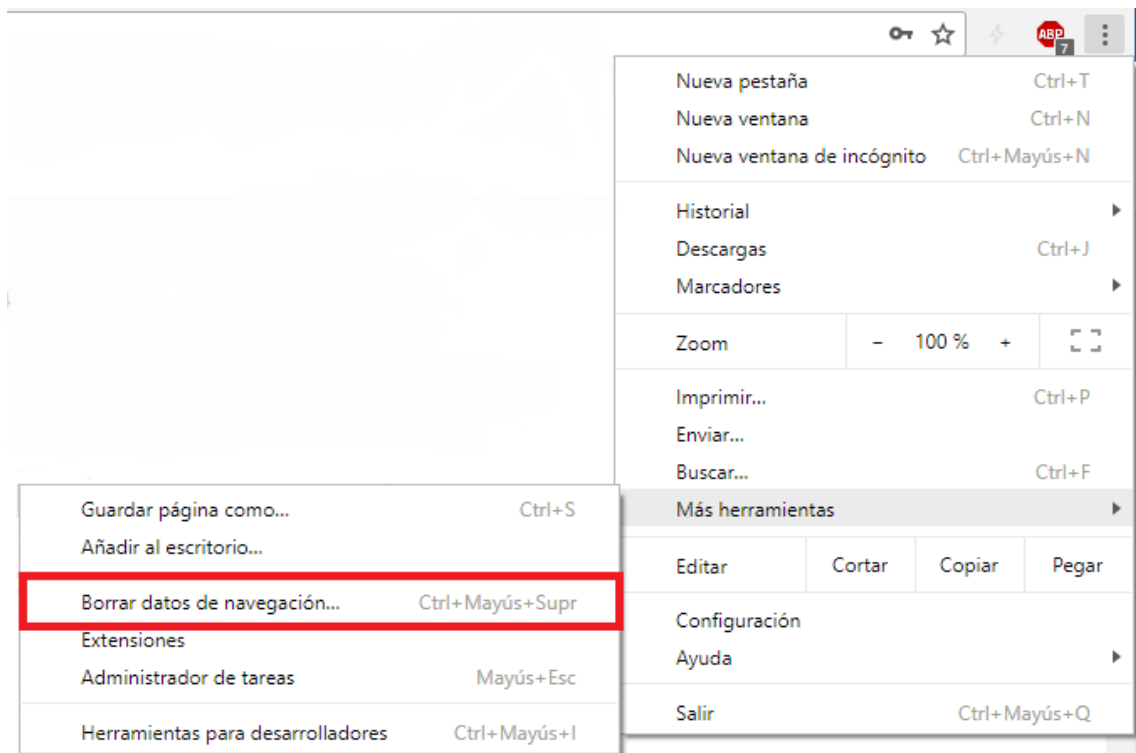 ABP
7
Nueva pestaña Ctrl+T
Nueva ventana Ctrl+N
Nueva ventana de incógnito Ctrl+Mayús+N
Historial
Descargas Ctrl+J
Marcadores
Zoom - 100 % +
Imprimir... Ctrl+P
Enviar...
Buscar... Ctrl+F
Más herramientas
Editar Cortar Copiar Pegar
Configuración
Ayuda
Salir Ctrl+Mayús+Q
Guardar página como... Ctrl+S
Añadir al escritorio...
Borrar datos de navegación... Ctrl+Mayús+Supr
Extensiones
Administrador de tareas Mayús+Esc
Herramientas para desarrolladores Ctrl+Mayús+I